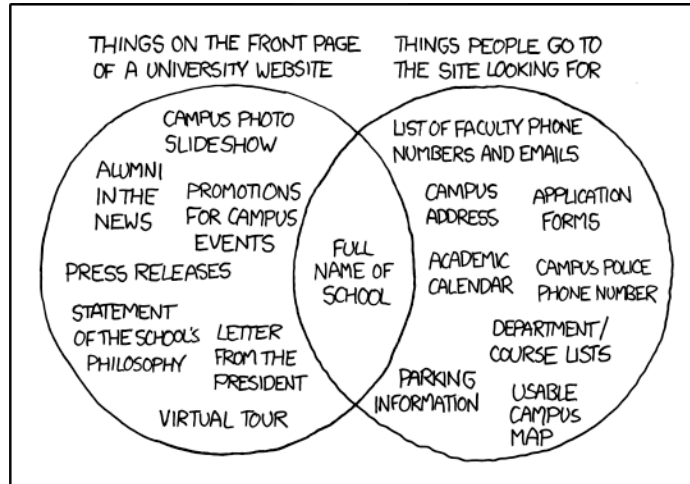 THINGS ON THE FRONT PAGE
OF A UNIVERSITY WEBSITE
THINGS PEOPLE GO TO
THE SITE LOOKING FOR
CAMPUS PHOTO
SLIDESHOW
ALUMNI
IN THE
NEWS
PROMOTIONS
FOR CAMPUS
EVENTS
PRESS RELEASES
STATEMENT
OF THE SCHOOL'S
PHILOSOPHY
LETTER
FROM THE
PRESIDENT
VIRTUAL TOUR
FULL
NAME OF
SCHOOL
LIST OF FACULTY PHONE
NUMBERS AND EMAILS
CAMPUS
ADDRESS
APPLICATION
FORMS
ACADEMIC
CALENDAR
CAMPUS POLICE
PHONE NUMBER
DEPARTMENT/
COURSE LISTS
PARKING
INFORMATION
USABLE
CAMPUS
MAP